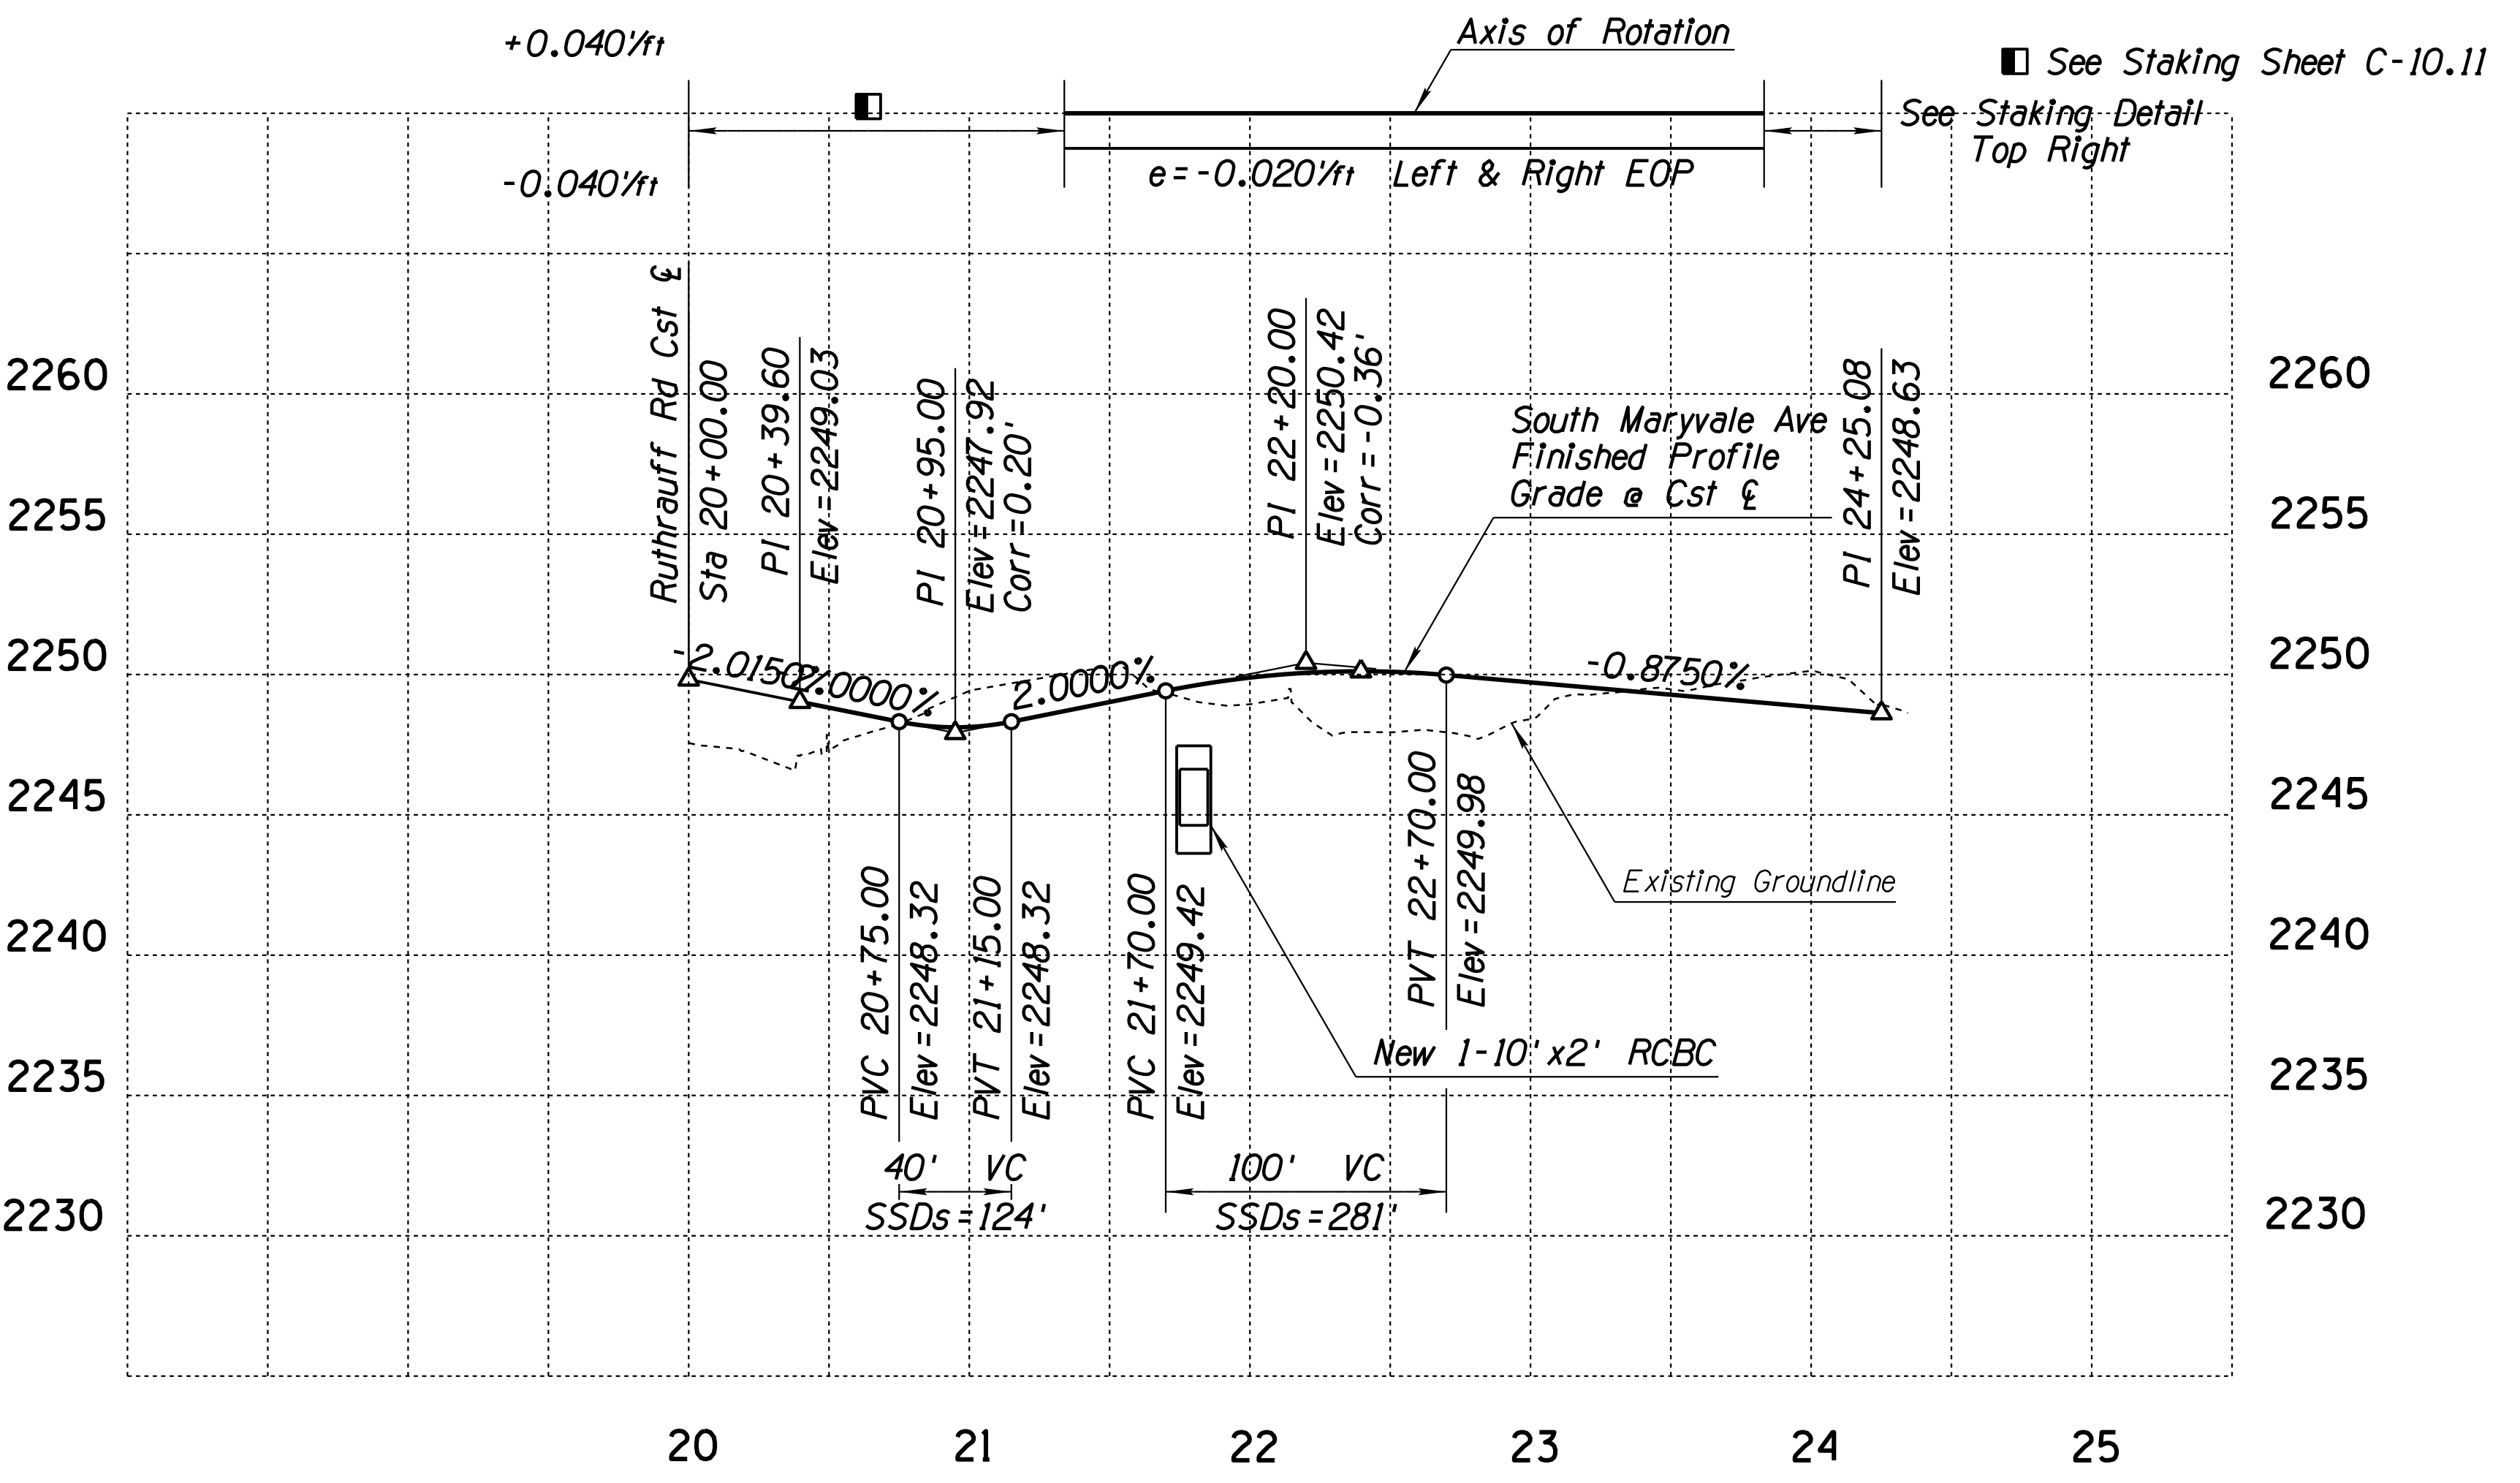 +0.040'/ft
Axis of Rotation
See Staking Sheet C-10.11
See Staking Detail
Top Right
-0.040'/ft
e=-0.020'/ft Left & Right EOP
Ruthrauff Rd Cst ℄
Sta 20+00.00
PI 20+39.60
Elev=2249.03
PI 20+95.00
Elev=2247.92
Corr=0.20'
PI 22+20.00
Elev=2250.42
Corr=-0.36'
South Maryvale Ave
Finished Profile
Grade @ Cst ℄
PI 24+25.08
Elev=2248.63
2260
2260
2255
2255
2250
2250
-2.0150%
-2.0000%
2.0000%
-0.8750%
2245
2245
2240
2240
2235
2235
2230
2230
PVC 20+75.00
Elev=2248.32
PVT 21+15.00
Elev=2248.32
PVC 21+70.00
Elev=2249.42
PVT 22+70.00
Elev=2249.98
Existing Groundline
New 1-10'x2' RCBC
40' VC
SSDs=124'
100' VC
SSDs=281'
20 21 22 23 24 25